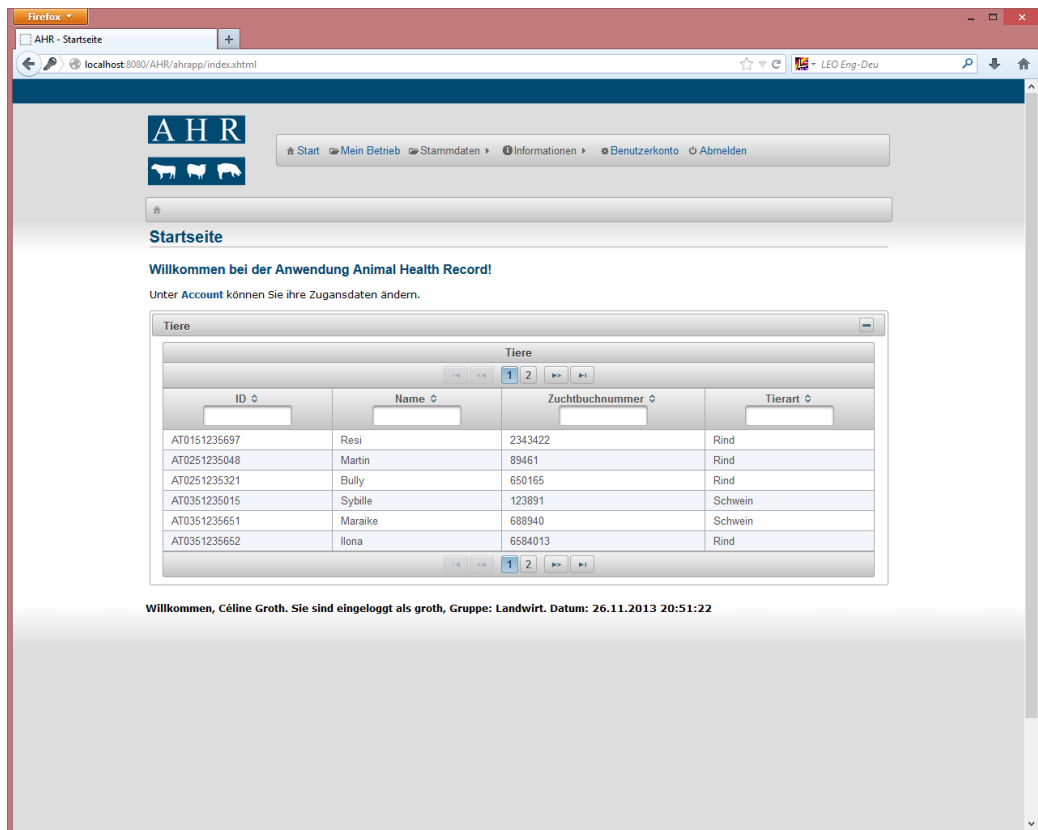 Firefox
AHR - Startseite
localhost:8080/AHR/ahrapp/index.xhtml
LEO Eng-Deu
AHR
Start Mein Betrieb Stammdaten Informationen Benutzerkonto Abmelden
Startseite
Willkommen bei der Anwendung Animal Health Record!
Unter Account können Sie ihre Zugansdaten ändern.
Tiere
Tiere
1 2
ID Name Zuchtbuchnummer Tierart
AT0151235697 Resi 2343422 Rind
AT0251235048 Martin 89461 Rind
AT0251235321 Bully 650165 Rind
AT0351235015 Sybille 123891 Schwein
AT0351235651 Maraike 688940 Schwein
AT0351235652 Ilona 6584013 Rind
1 2
Willkommen, Céline Groth. Sie sind eingeloggt als groth, Gruppe: Landwirt. Datum: 26.11.2013 20:51:22